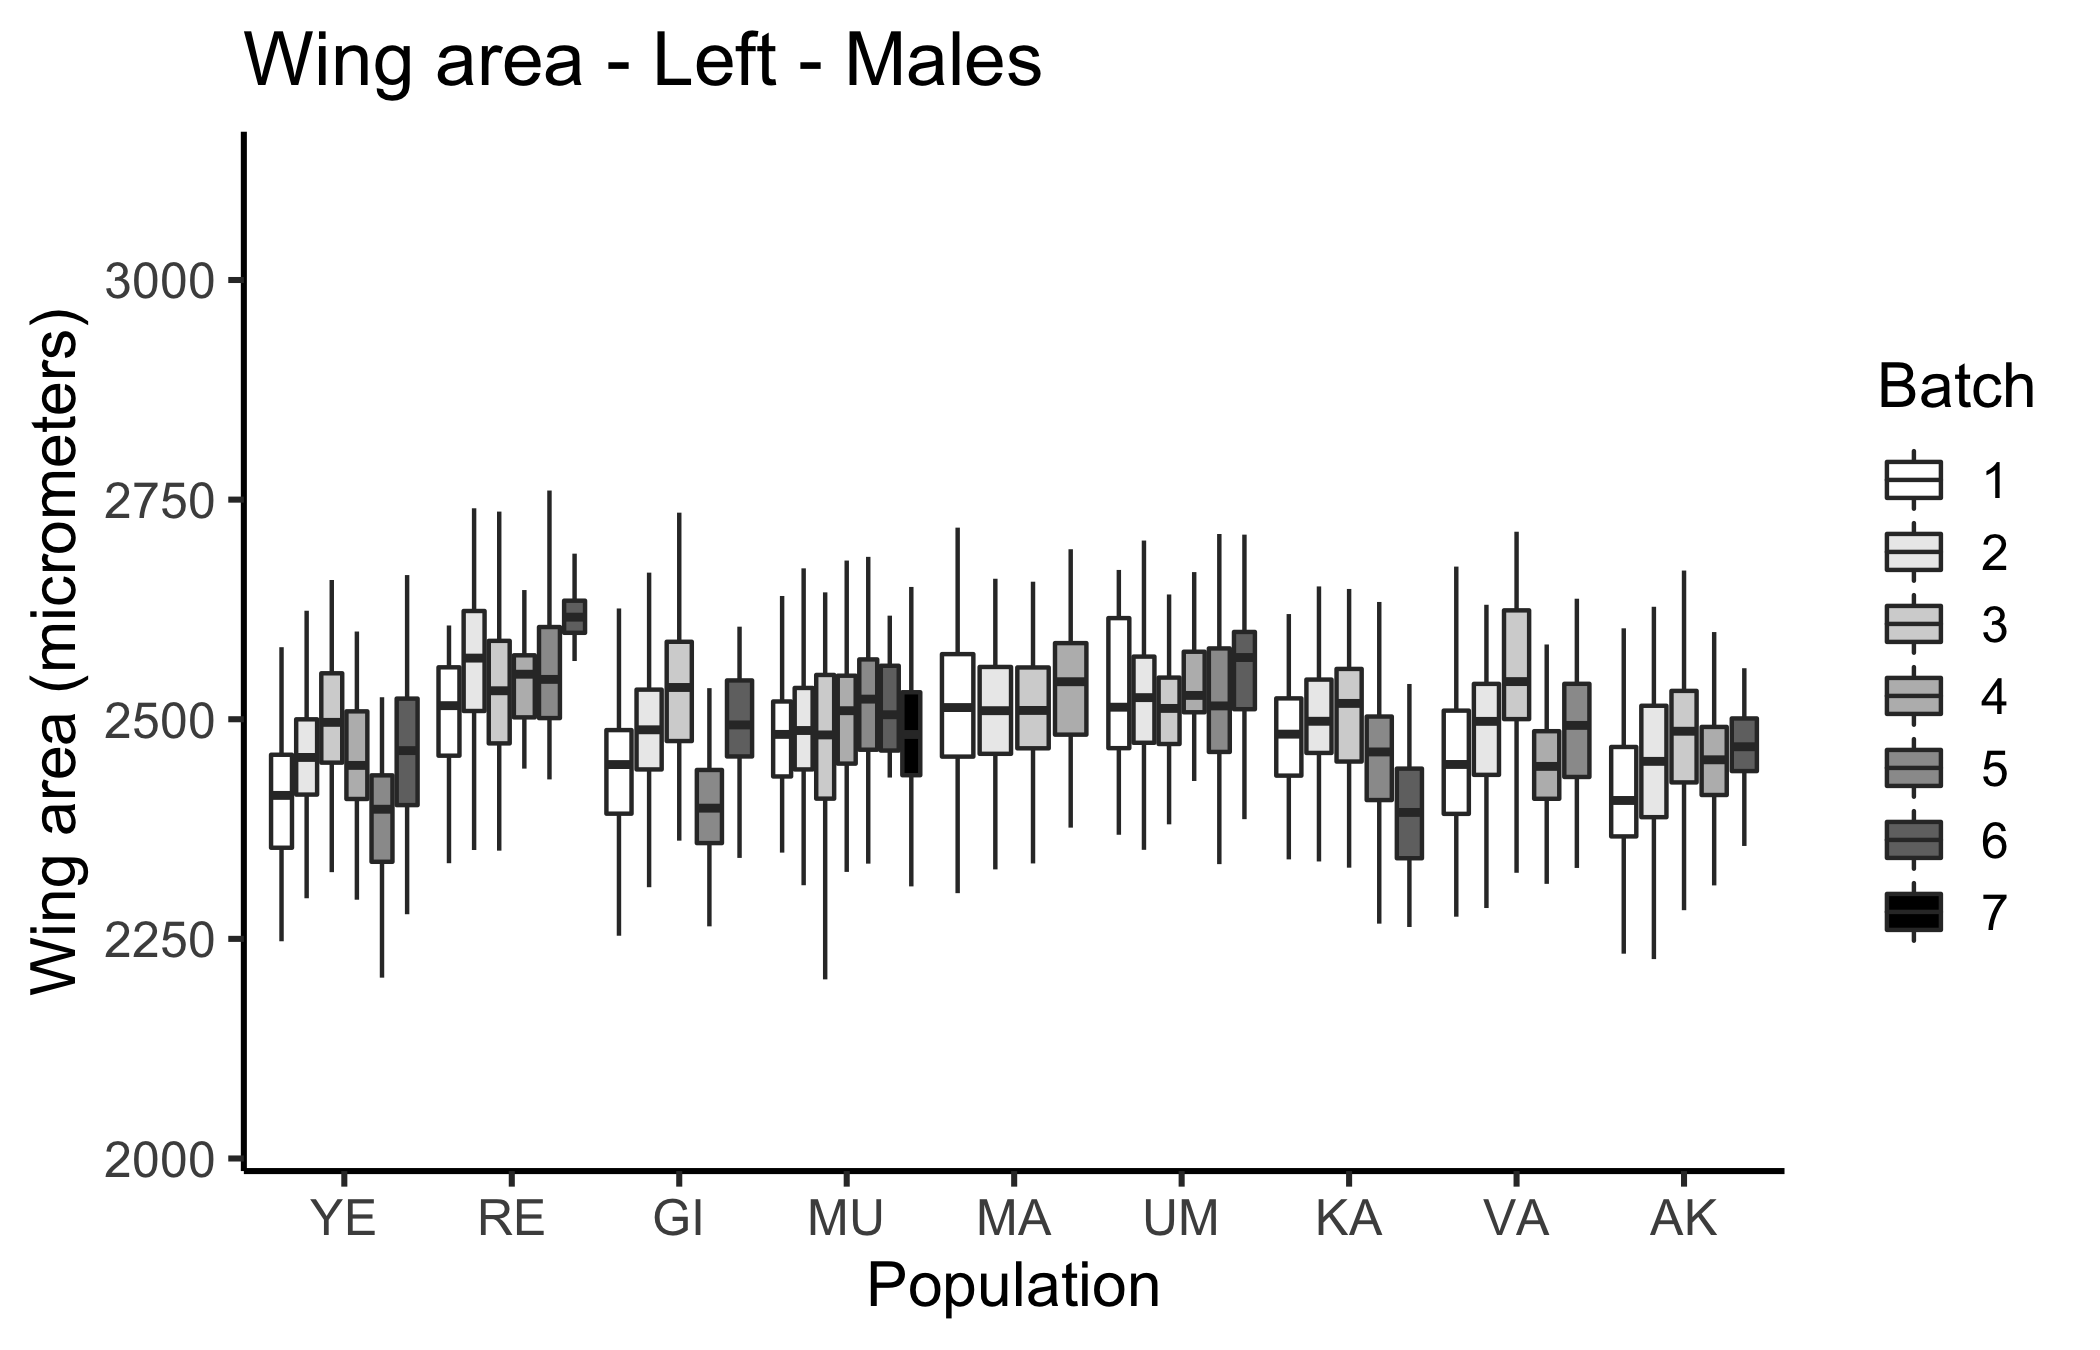 Wing area - Left - Males
Wing area (micrometers)
3000
2750
2500
2250
2000
YE RE GI MU MA UM KA VA AK
Population
Batch
1
2
3
4
5
6
7